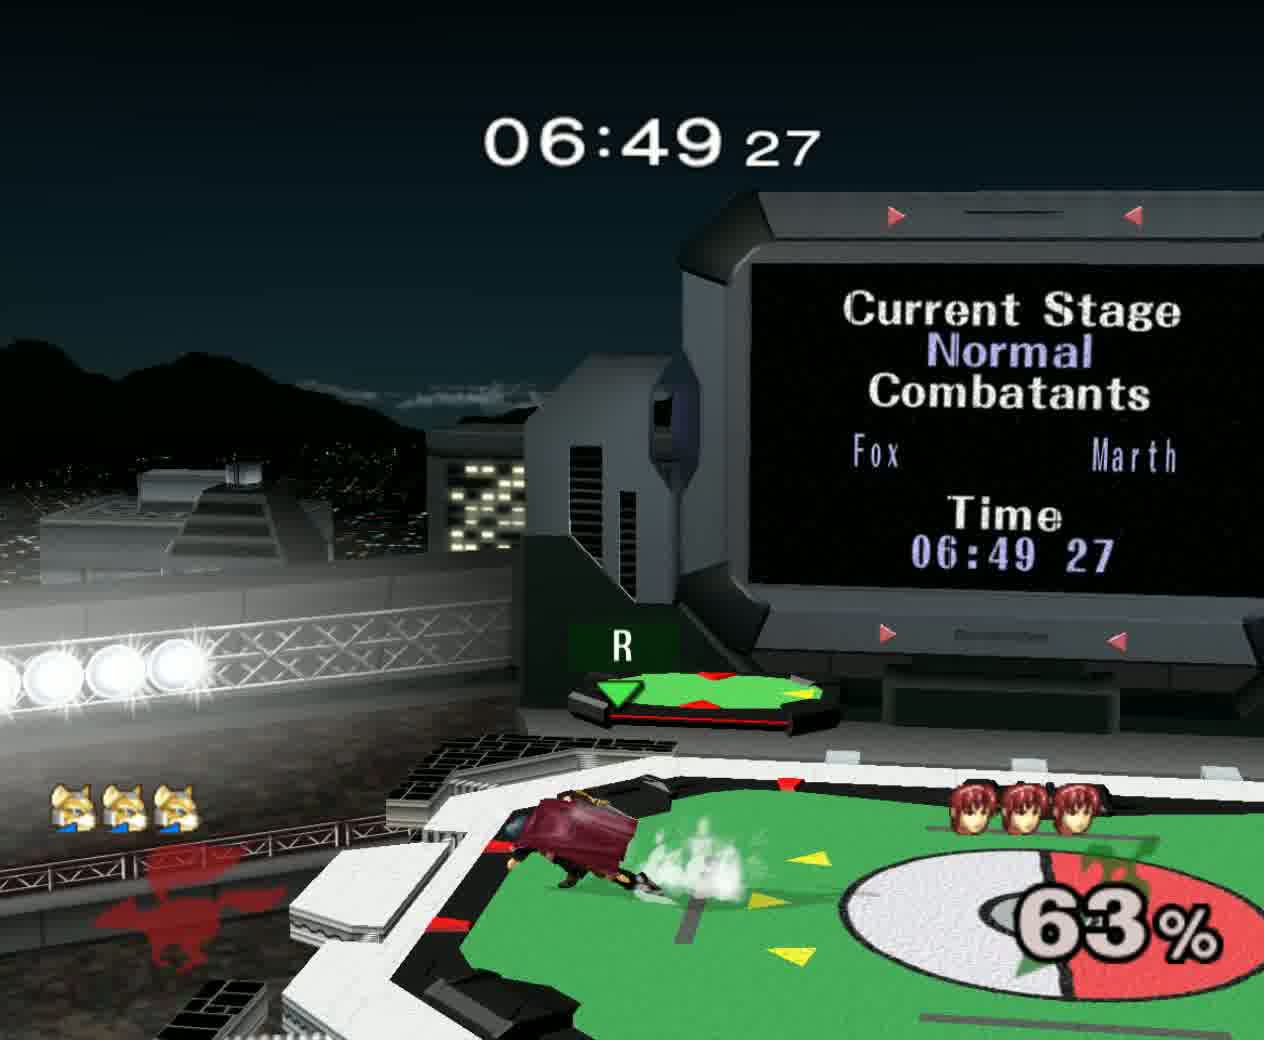 06:49 27
Current Stage
Normal
Combatants
Fox Marth
Time
06:49 27
R
63%